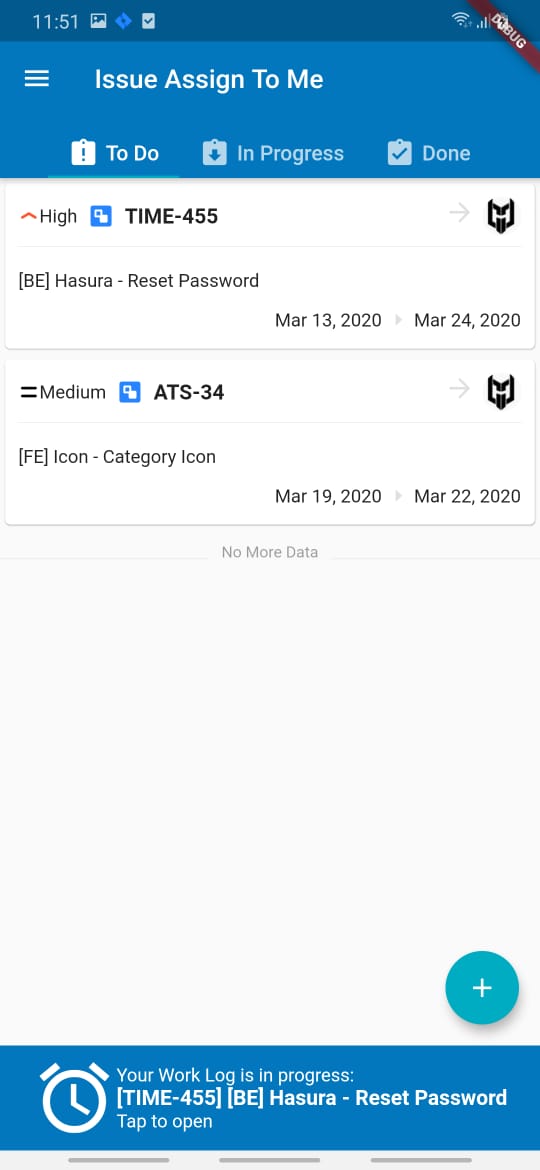 11:51
DEBUG
Issue Assign To Me
To Do In Progress Done
High TIME-455
[BE] Hasura - Reset Password
Mar 13, 2020 Mar 24, 2020
Medium ATS-34
[FE] Icon - Category Icon
Mar 19, 2020 Mar 22, 2020
No More Data
Your Work Log is in progress:
[TIME-455] [BE] Hasura - Reset Password
Tap to open